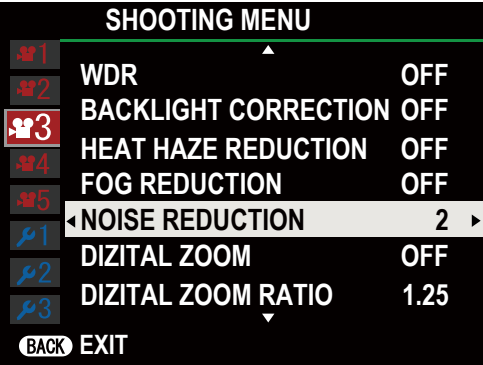 SHOOTING MENU
1
2
3
4
5
1
2
3
WDR OFF
BACKLIGHT CORRECTION OFF
HEAT HAZE REDUCTION OFF
FOG REDUCTION OFF
NOISE REDUCTION 2
DIZITAL ZOOM OFF
DIZITAL ZOOM RATIO 1.25
BACK EXIT